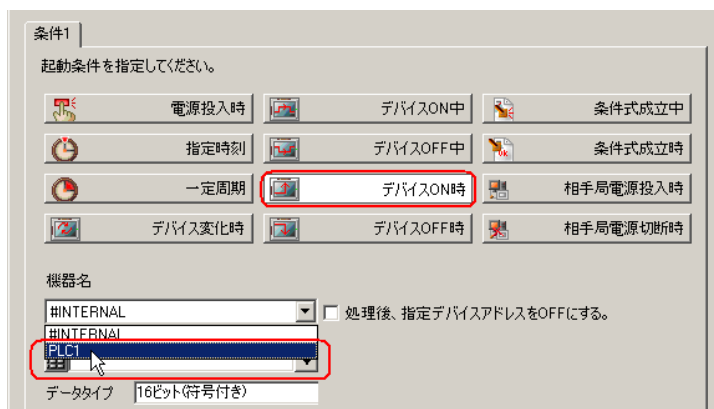 条件1
起動条件を指定してください。
電源投入時 デバイスON中 条件式成立中
指定時刻 デバイスOFF中 条件式成立時
一定周期 デバイスON時 相手局電源投入時
デバイス変化時 デバイスOFF時 相手局電源切断時
機器名
#INTERNAL 処理後、指定デバイスアドレスをOFFにする。
#INTERNAL
PLC1
データタイプ 16ビット(符号付き)